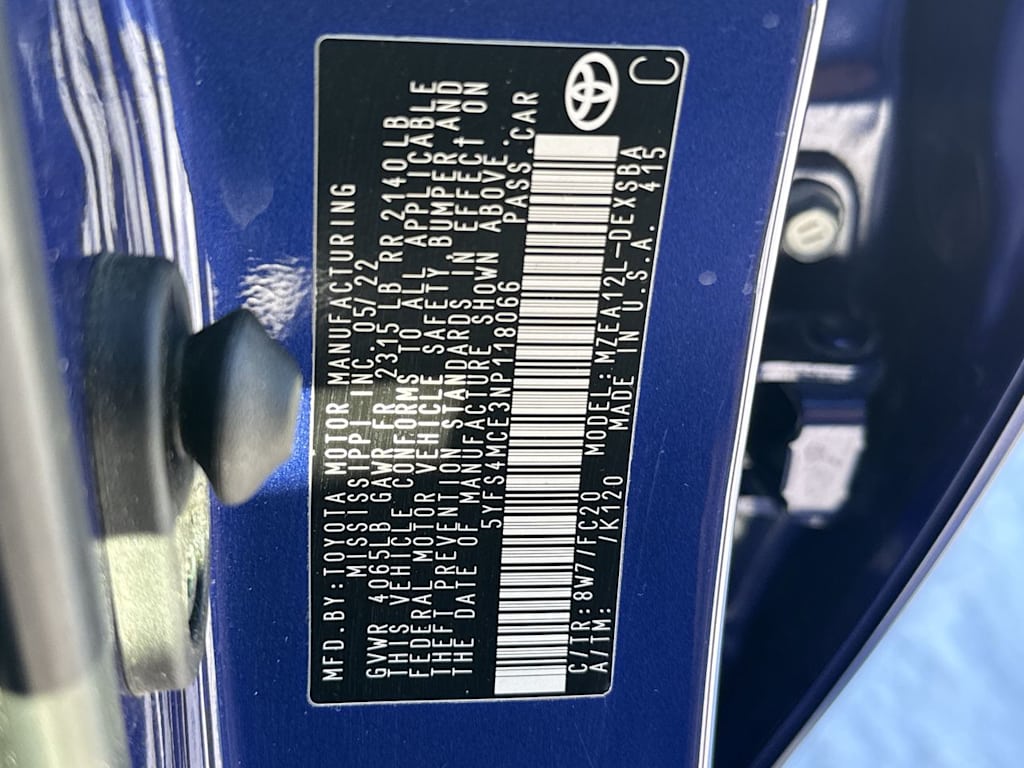 MFD.BY:TOYOTA MOTOR MANUFACTURING
MISSISSIPPI INC. 05/22
GVWR 4065LB GAWR FR 2315 LB RR 2140 LB
THIS VEHICLE CONFORMS TO ALL APPLICABLE
FEDERAL MOTOR VEHICLE SAFETY, BUMPER AND
THEFT PREVENTION STANDARDS IN EFFECT ON
THE DATE OF MANUFACTURE SHOWN ABOVE.
5YFS4MCE3NP118066 PASS.CAR
C/TR:8W7/FC20 MODEL:MZEA12L-DEXSBA
A/TM: /K120 MADE IN U.S.A. 415
C